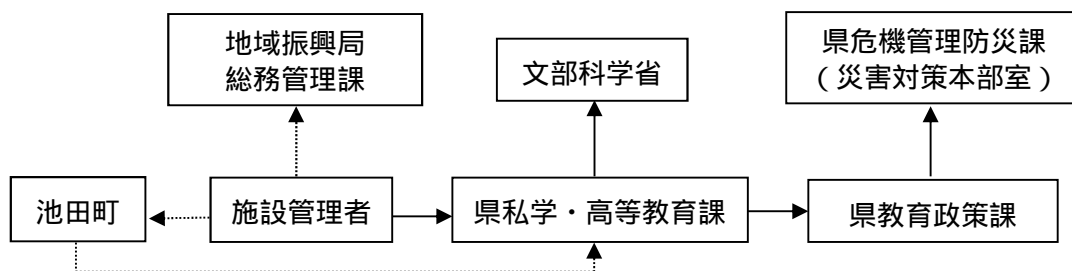 地域振興局
総務管理課
文部科学省
県危機管理防災課
（災害対策本部室）
池田町
施設管理者
県私学・高等教育課
県教育政策課